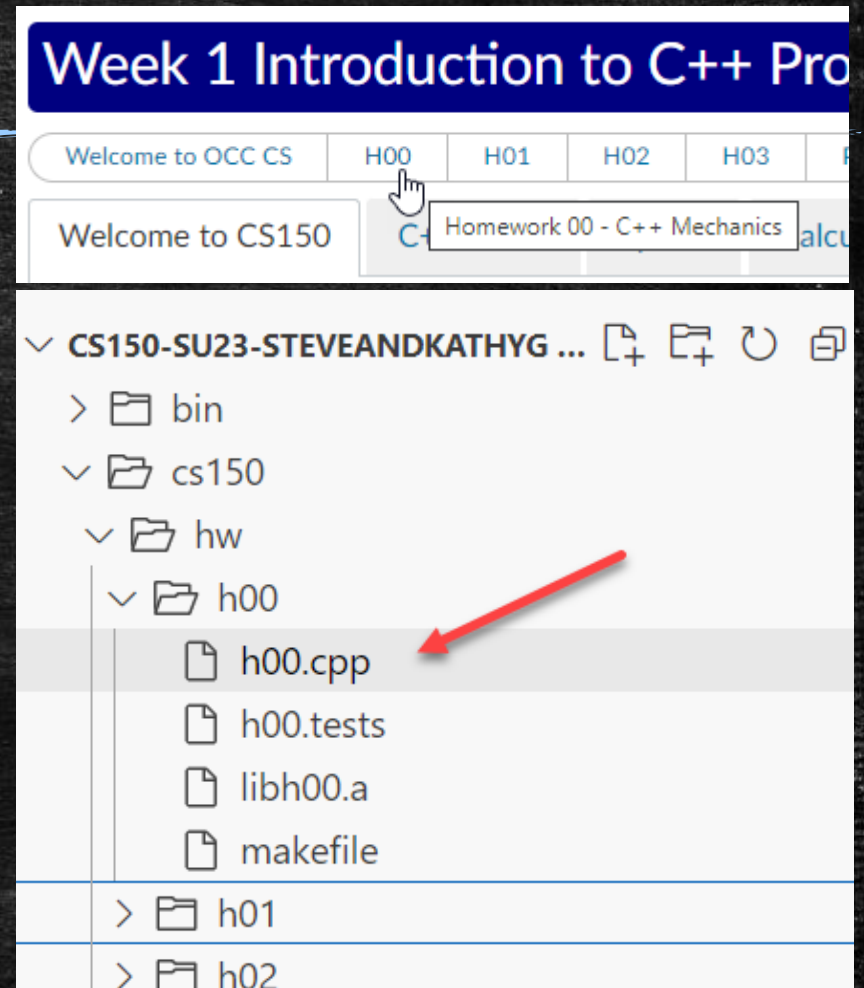 Week 1 Introduction to C++ Pro
Welcome to OCC CS H00 H01 H02 H03
Homework 00 - C++ Mechanics
Welcome to CS150 C+ alcu
CS150-SU23-STEVEANDKATHYG ...
bin
cs150
hw
h00
h00.cpp
h00.tests
libh00.a
makefile
h01
h02